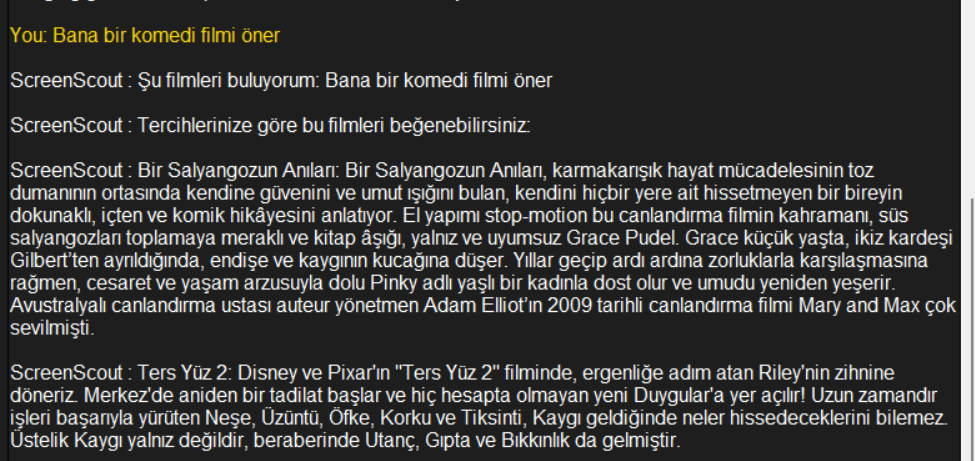 You: Bana bir komedi filmi öner
ScreenScout : Şu filmleri buluyorum: Bana bir komedi filmi öner
ScreenScout : Tercihlerinize göre bu filmleri beğenebilirsiniz:
ScreenScout : Bir Salyangozun Anıları: Bir Salyangozun Anıları, karmakarışık hayat mücadelesinin toz
dumanının ortasında kendine güvenini ve umut ışığını bulan, kendini hiçbir yere ait hissetmeyen bir bireyin
dokunaklı, içten ve komik hikâyesini anlatıyor. El yapımı stop-motion bu canlandırma filmin kahramanı, süs
salyangozları toplamaya meraklı ve kitap âşığı, yalnız ve uyumsuz Grace Pudel. Grace küçük yaşta, ikiz kardeşi
Gilbert’ten ayrıldığında, endişe ve kaygının kucağına düşer. Yıllar geçip ardı ardına zorluklarla karşılaşmasına
rağmen, cesaret ve yaşam arzusuyla dolu Pinky adlı yaşlı bir kadınla dost olur ve umudu yeniden yeşerir.
Avustralyalı canlandırma ustası auteur yönetmen Adam Elliot’ın 2009 tarihli canlandırma filmi Mary and Max çok
sevilmişti.
ScreenScout : Ters Yüz 2: Disney ve Pixar'ın "Ters Yüz 2" filminde, ergenliğe adım atan Riley'nin zihnine
döneriz. Merkez'de aniden bir tadilat başlar ve hiç hesapta olmayan yeni Duygular'a yer açılır! Uzun zamandır
işleri başarıyla yürüten Neşe, Üzüntü, Öfke, Korku ve Tiksinti, Kaygı geldiğinde neler hissedeceklerini bilemez.
Üstelik Kaygı yalnız değildir, beraberinde Utanç, Gıpta ve Bıkkınlık da gelmiştir.